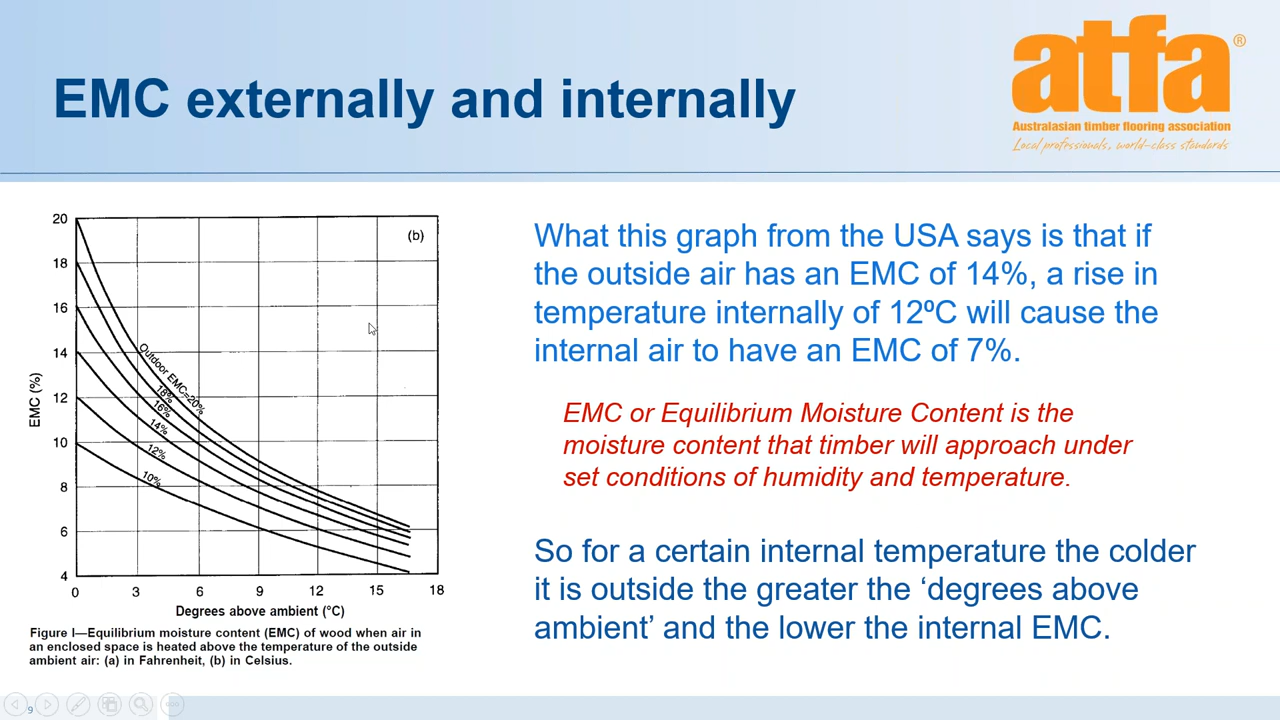 EMC externally and internally
atfa®
Australasian timber flooring association
Local professionals, world-class standards
20
18
16
14
12
10
8
6
4
EMC (%)
(b)
Outdoor EMC=20%
18%
16%
14%
12%
10%
0 3 6 9 12 15 18
Degrees above ambient (°C)
Figure I—Equilibrium moisture content (EMC) of wood when air in
an enclosed space is heated above the temperature of the outside
ambient air: (a) in Fahrenheit, (b) in Celsius.
What this graph from the USA says is that if
the outside air has an EMC of 14%, a rise in
temperature internally of 12ºC will cause the
internal air to have an EMC of 7%.
EMC or Equilibrium Moisture Content is the
moisture content that timber will approach under
set conditions of humidity and temperature.
So for a certain internal temperature the colder
it is outside the greater the ‘degrees above
ambient’ and the lower the internal EMC.
9